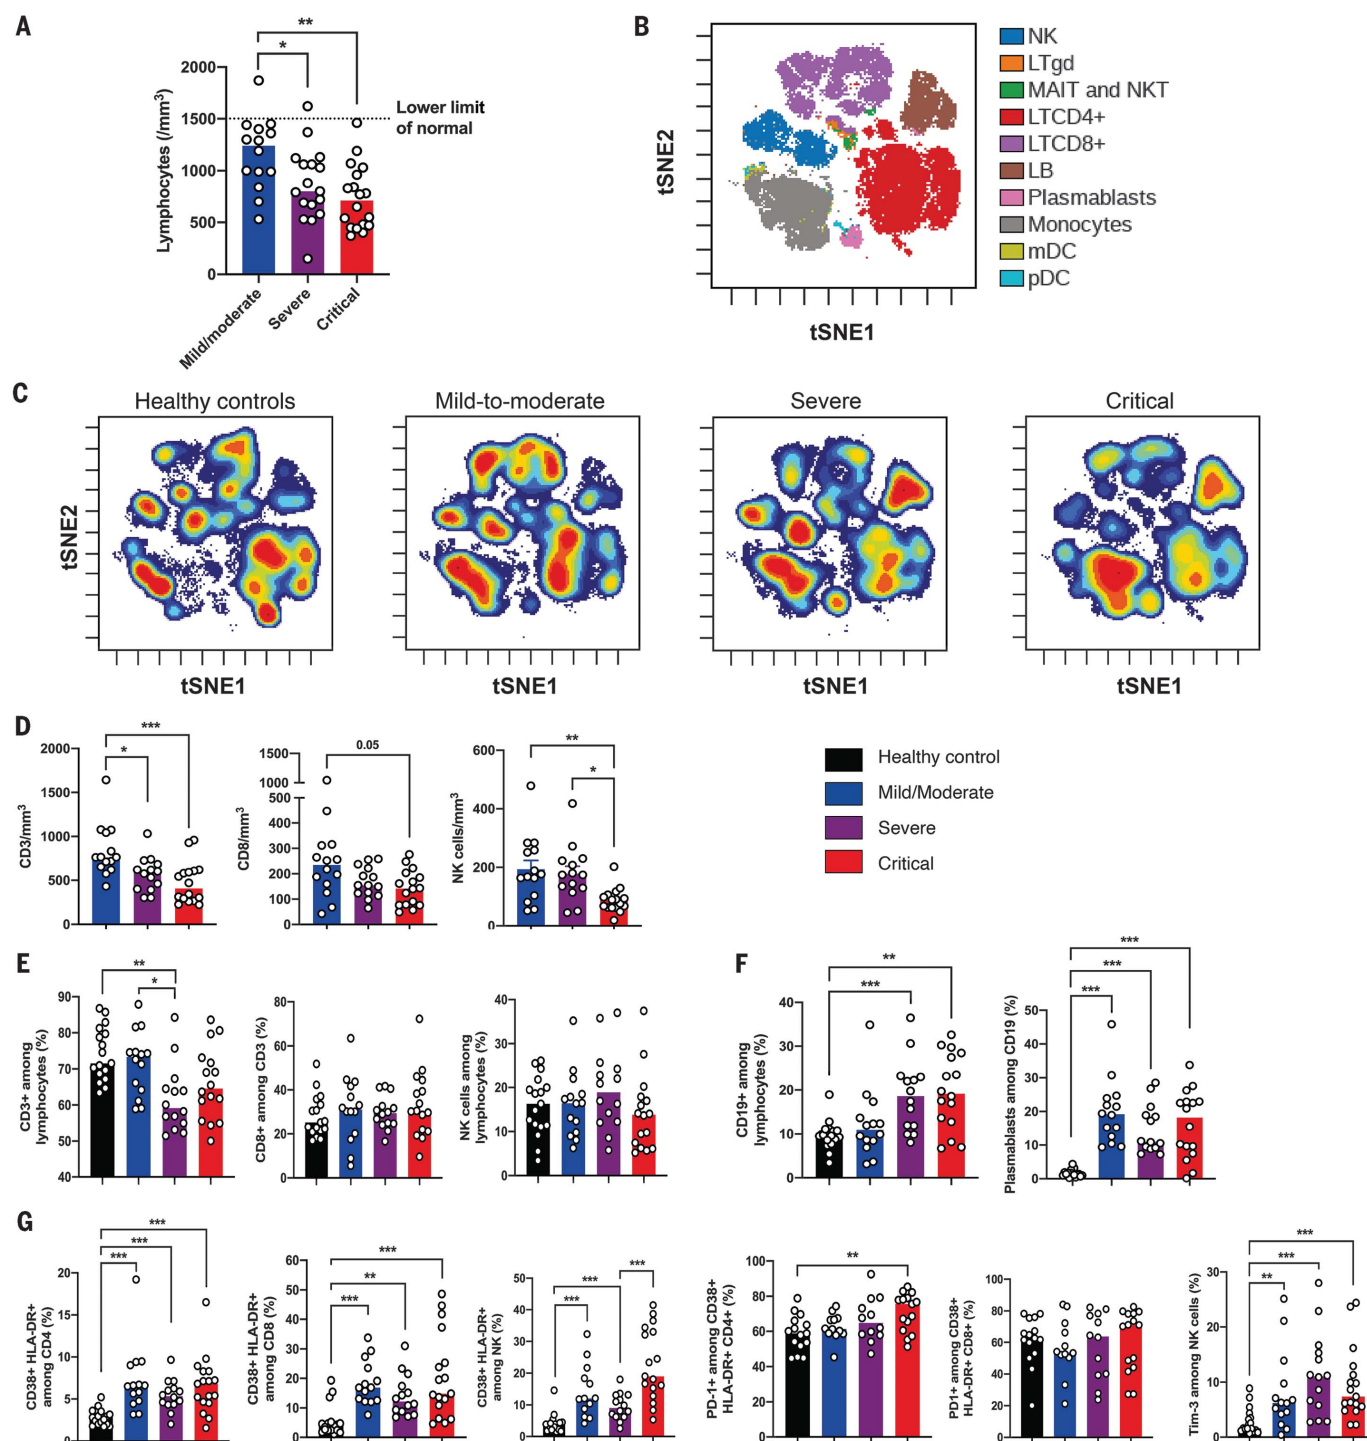 A
**
*
2000
1500
1000
500
0
Lymphocytes (/mm³)
Lower limit
of normal
Mild/moderate
Severe
Critical
B
tSNE2
tSNE1
NK
LTgd
MAIT and NKT
LTCD4+
LTCD8+
LB
Plasmablasts
Monocytes
mDC
pDC
C
Healthy controls
Mild-to-moderate
Severe
Critical
tSNE2
tSNE1
tSNE1
tSNE1
tSNE1
D
***
*
2000
1500
1000
500
0
CD3/mm³
0.05
1500
1000
500
400
300
200
100
0
CD8/mm³
**
*
600
400
200
0
NK cells/mm³
Healthy control
Mild/Moderate
Severe
Critical
E
**
*
90
80
70
60
50
40
CD3+ among
lymphocytes (%)
80
60
40
20
0
CD8+ among CD3 (%)
40
30
20
10
0
NK cells among
lymphocytes (%)
F
**
***
40
30
20
10
0
CD19+ among
lymphocytes (%)
***
***
***
50
40
30
20
10
0
Plasmablasts among CD19 (%)
G
***
***
***
20
15
10
5
CD38+ HLA-DR+
among CD4 (%)
***
**
***
60
50
40
30
20
10
0
CD38+ HLA-DR+
among CD8 (%)
***
***
***
50
40
30
20
10
0
CD38+ HLA-DR+
among NK (%)
**
100
80
60
40
20
0
PD-1+ among CD38+
HLA-DR+ CD4+ (%)
100
80
60
40
20
0
PD1+ among CD38+
HLA-DR+ CD8+ (%)
***
***
**
30
20
10
0
Tim-3 among NK cells (%)